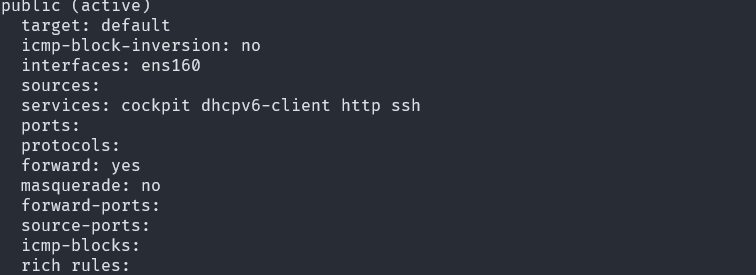 public (active)
  target: default
  icmp-block-inversion: no
  interfaces: ens160
  sources:
  services: cockpit dhcpv6-client http ssh
  ports:
  protocols:
  forward: yes
  masquerade: no
  forward-ports:
  source-ports:
  icmp-blocks:
  rich rules: